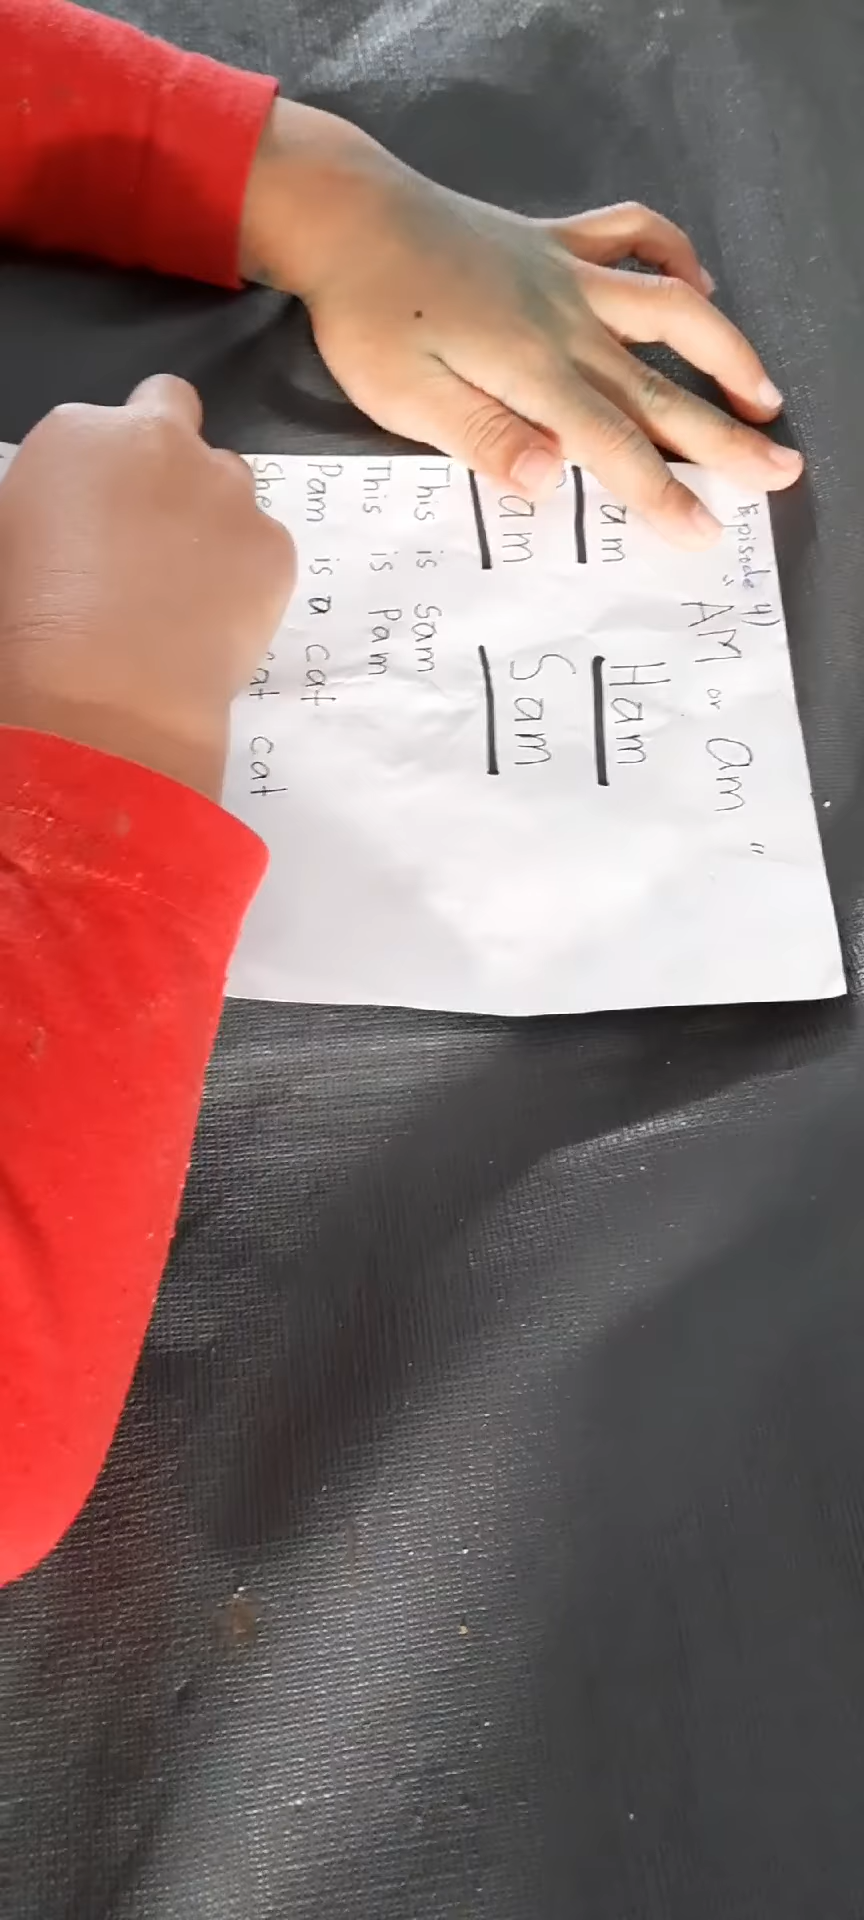 Episode 4)
"AM or am"
am Ham
am Sam
This is Sam
This is Pam
Pam is a cat
She cat